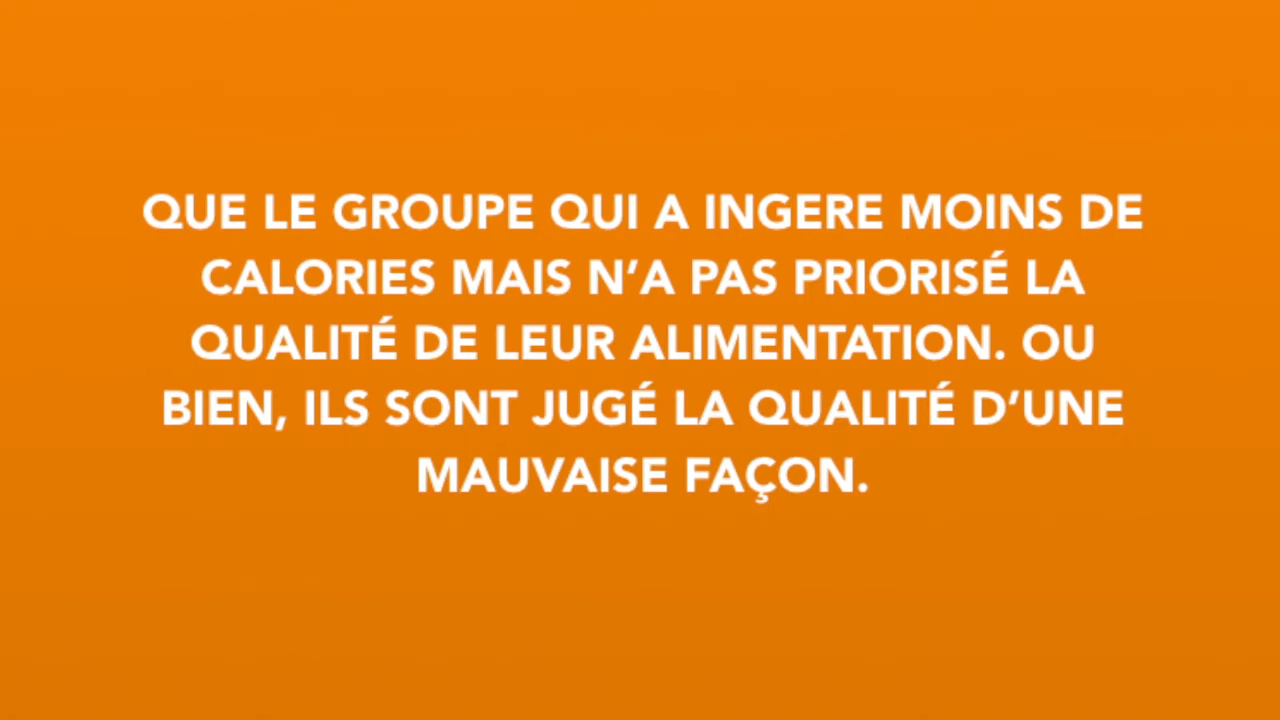 QUE LE GROUPE QUI A INGERE MOINS DE
CALORIES MAIS N’A PAS PRIORISÉ LA
QUALITÉ DE LEUR ALIMENTATION. OU
BIEN, ILS SONT JUGÉ LA QUALITÉ D’UNE
MAUVAISE FAÇON.